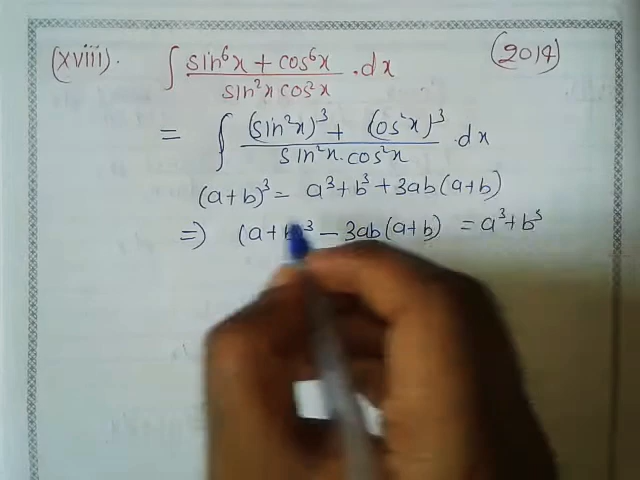 (xviii). ∫ sin⁶x + cos⁶x / sin²x cos²x . dx (2014)
= ∫ (sin²x)³ + (cos²x)³ / sin²x . cos²x . dx
(a+b)³ = a³ + b³ + 3ab(a+b)
⇒) (a+b)³ − 3ab(a+b) = a³ + b³